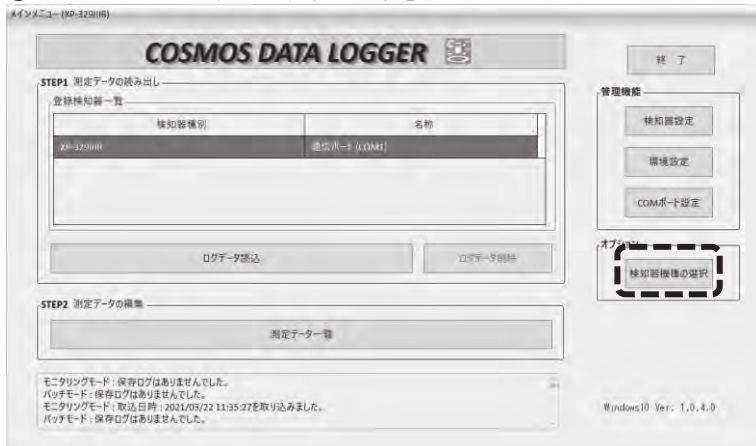 メインメニュー (XP-329IIIR)
COSMOS DATA LOGGER
終 了
STEP1 測定データの読み出し
登録検知器一覧
検知器種別
名称
XP-329IIIR
通信ポート (COM1)
ログデータ読込
ログデータ削除
管理機能
検知器設定
環境設定
COMポート設定
オプション
検知器機種の選択
STEP2 測定データの編集
測定データ一覧
モニタリングモード : 保存ログはありませんでした。
バッチモード : 保存ログはありませんでした。
モニタリングモード : 取込日時 : 2021/03/22 11:35:27を取り込みました。
バッチモード : 保存ログはありませんでした。
Windows10 Ver: 1.0.4.0